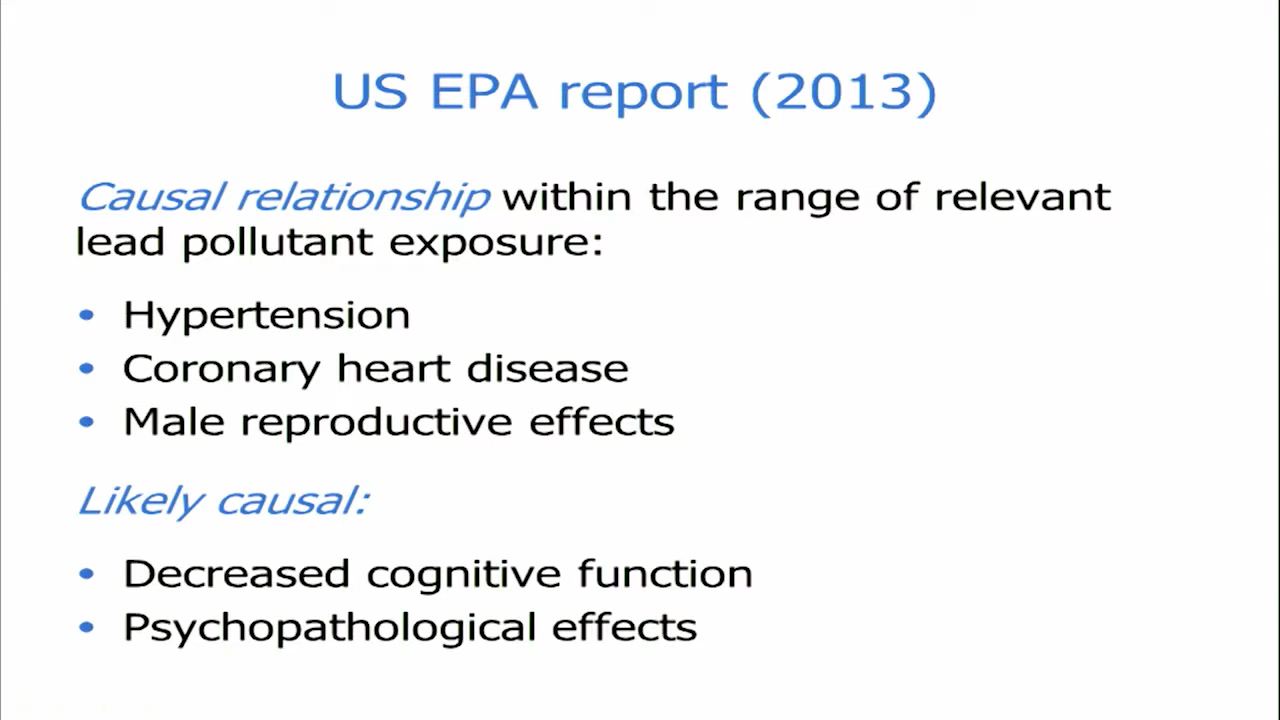 US EPA report (2013)
Causal relationship within the range of relevant
lead pollutant exposure:
• Hypertension
• Coronary heart disease
• Male reproductive effects
Likely causal:
• Decreased cognitive function
• Psychopathological effects